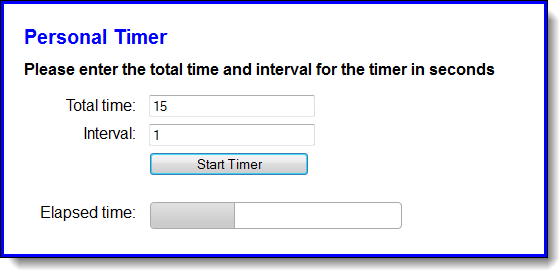 Personal Timer
Please enter the total time and interval for the timer in seconds
Total time: 15
Interval: 1
Start Timer
Elapsed time: